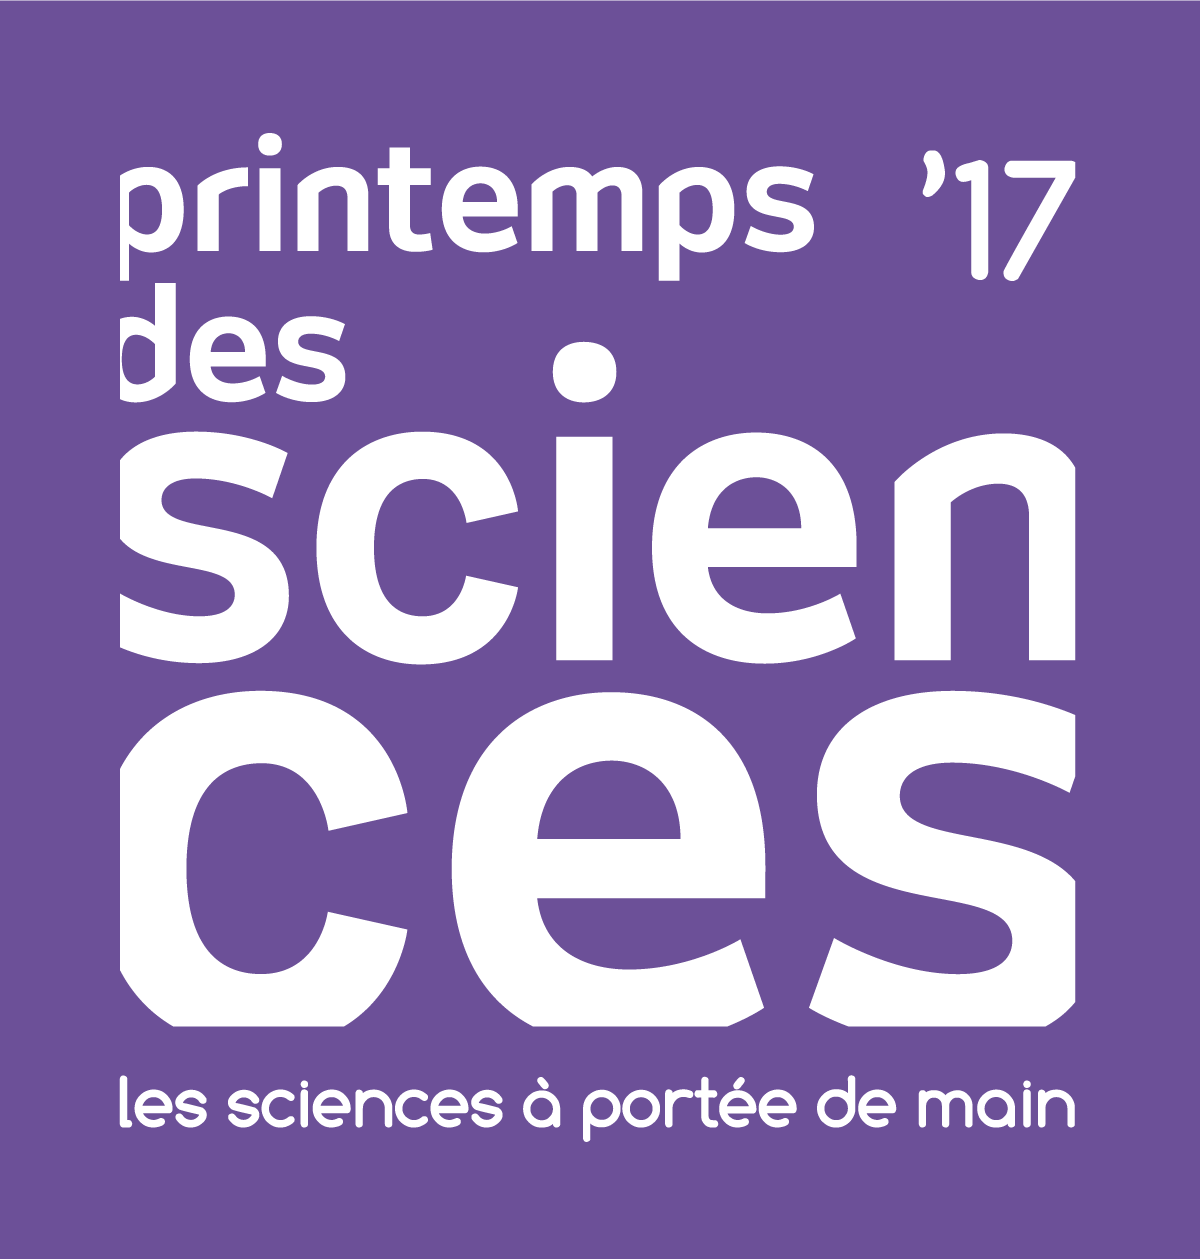 printemps ’17
des
scien
ces
les sciences à portée de main